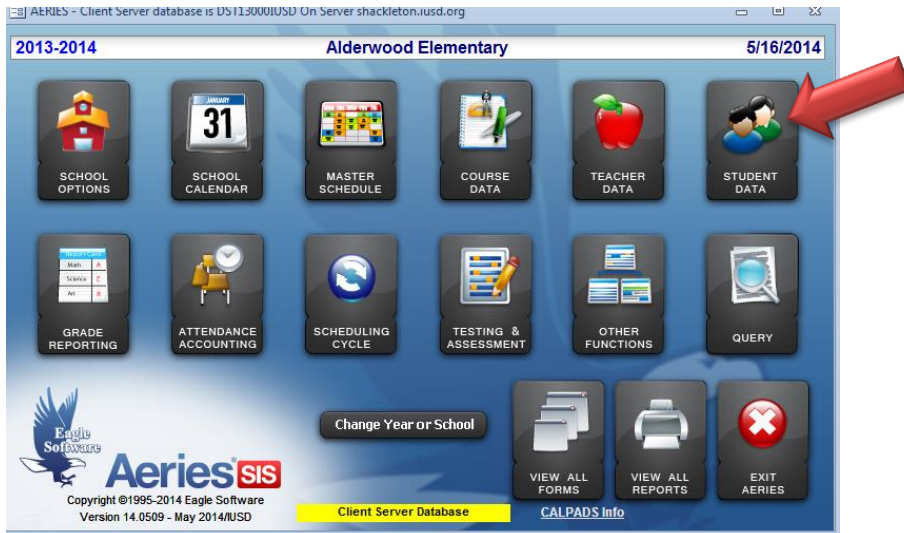 AERIES - Client Server database is DST13000IUSD On Server shackleton.iusd.org
2013-2014 Alderwood Elementary 5/16/2014
JANUARY
31
SCHOOL OPTIONS
SCHOOL CALENDAR
MASTER SCHEDULE
COURSE DATA
TEACHER DATA
STUDENT DATA
Report Card
Math A
Science C
Art B
GRADE REPORTING
ATTENDANCE ACCOUNTING
SCHEDULING CYCLE
TESTING & ASSESSMENT
OTHER FUNCTIONS
QUERY
Eagle
Software
Aeries SIS
Copyright ©1995-2014 Eagle Software
Version 14.0509 - May 2014/IUSD
Change Year or School
Client Server Database
VIEW ALL FORMS
VIEW ALL REPORTS
EXIT AERIES
CALPADS Info